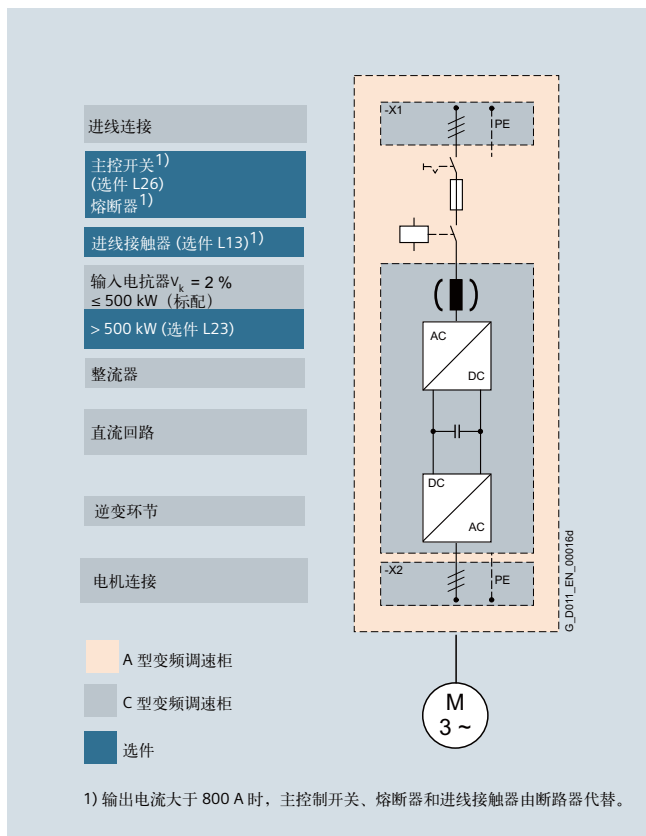 进线连接
主控开关1)
(选件 L26)
熔断器1)
进线接触器 (选件 L13)1)
输入电抗器Vk = 2 %
≤ 500 kW（标配）
> 500 kW (选件 L23)
整流器
直流回路
逆变环节
电机连接
-X1
PE
AC
DC
DC
AC
-X2
PE
G_D011_EN_00016d
M
3 ~
A 型变频调速柜
C 型变频调速柜
选件
1) 输出电流大于 800 A 时，主控制开关、熔断器和进线接触器由断路器代替。